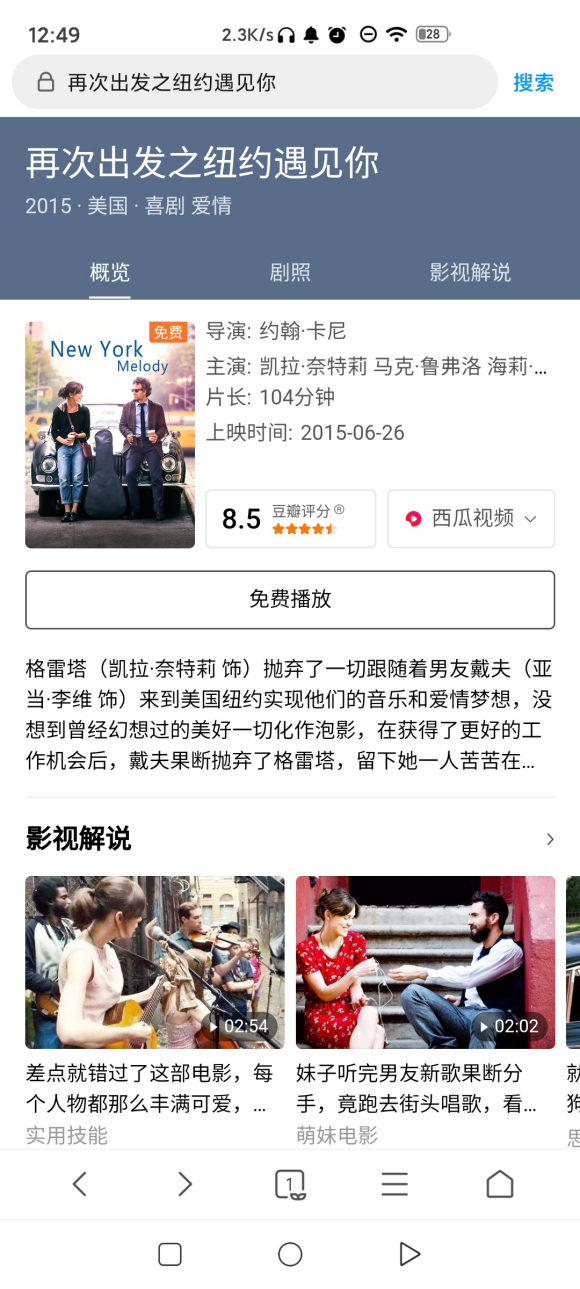 12:49
2.3K/s
28
再次出发之纽约遇见你
搜索
再次出发之纽约遇见你
2015 · 美国 · 喜剧 爱情
概览
剧照
影视解说
免费
New York
Melody
导演: 约翰·卡尼
主演: 凯拉·奈特莉 马克·鲁弗洛 海莉·...
片长: 104分钟
上映时间: 2015-06-26
8.5
豆瓣评分®
西瓜视频
免费播放
格雷塔（凯拉·奈特莉 饰）抛弃了一切跟随着男友戴夫（亚
当·李维 饰）来到美国纽约实现他们的音乐和爱情梦想，没
想到曾经幻想过的美好一切化作泡影，在获得了更好的工
作机会后，戴夫果断抛弃了格雷塔，留下她一人苦苦在...
影视解说
02:54
02:02
差点就错过了这部电影，每
个人物都那么丰满可爱，...
实用技能
妹子听完男友新歌果断分
手，竟跑去街头唱歌，看...
萌妹电影
1